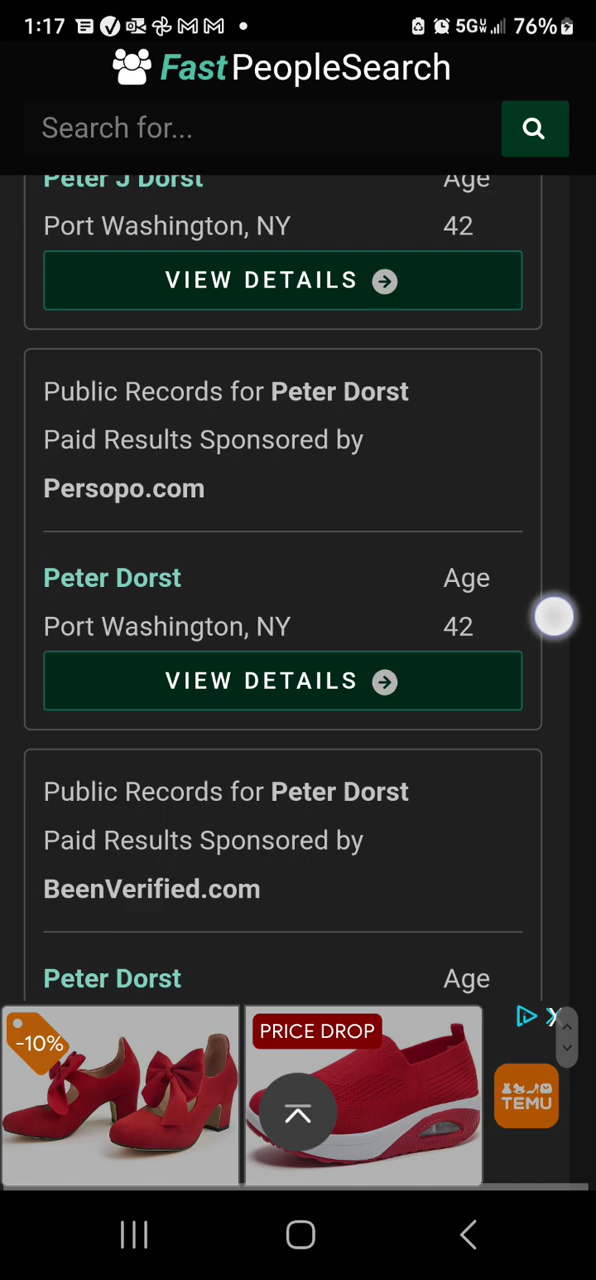 1:17
5G 76%
FastPeopleSearch
Search for...
Peter J Dorst Age
Port Washington, NY 42
VIEW DETAILS
Public Records for Peter Dorst
Paid Results Sponsored by
Persopo.com
Peter Dorst Age
Port Washington, NY 42
VIEW DETAILS
Public Records for Peter Dorst
Paid Results Sponsored by
BeenVerified.com
Peter Dorst Age
-10%
PRICE DROP
TEMU